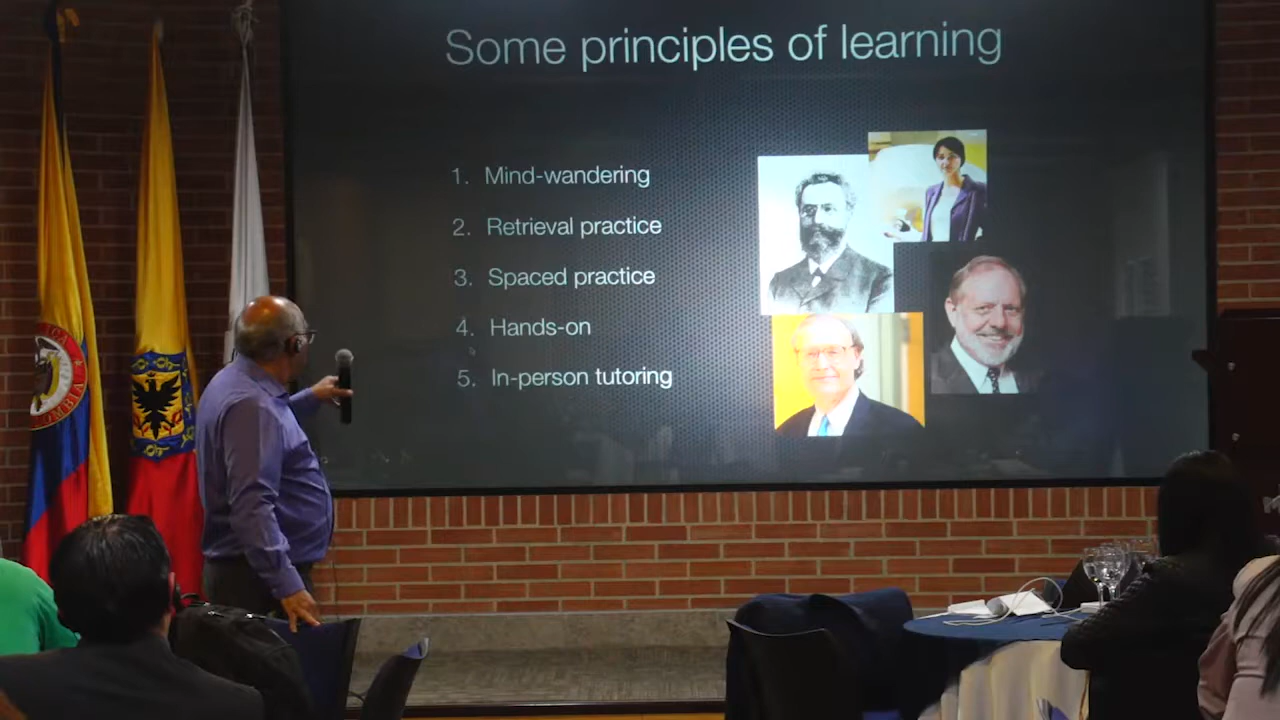 Some principles of learning
1. Mind-wandering
2. Retrieval practice
3. Spaced practice
4. Hands-on
5. In-person tutoring